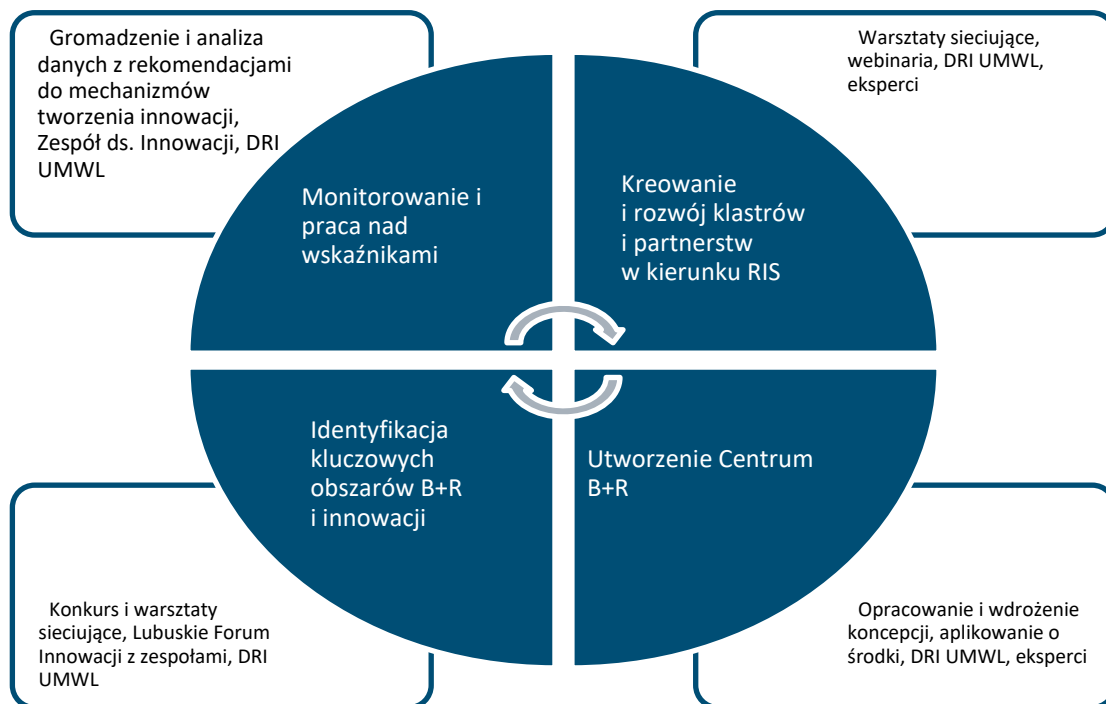 Gromadzenie i analiza
danych z rekomendacjami
do mechanizmów
tworzenia innowacji,
Zespół ds. Innowacji, DRI
UMWL
Warsztaty sieciujące,
webinaria, DRI UMWL,
eksperci
Monitorowanie i
praca nad
wskaźnikami
Kreowanie
i rozwój klastrów
i partnerstw
w kierunku RIS
Identyfikacja
kluczowych
obszarów B+R
i innowacji
Utworzenie Centrum
B+R
Konkurs i warsztaty
sieciujące, Lubuskie Forum
Innowacji z zespołami, DRI
UMWL
Opracowanie i wdrożenie
koncepcji, aplikowanie o
środki, DRI UMWL, eksperci